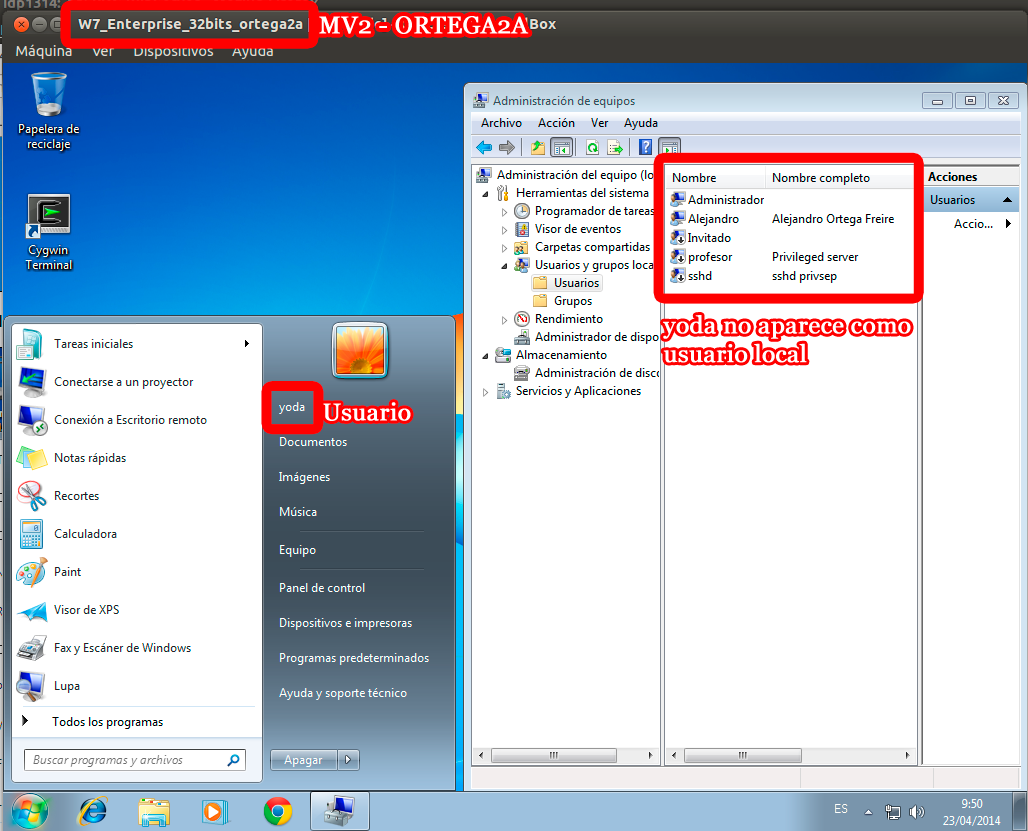 W7_Enterprise_32bits_ortega2a
MV2 - ORTEGA2A
Box
Máquina Ver Dispositivos Ayuda
Papelera de
reciclaje
Cygwin
Terminal
Administración de equipos
Archivo Acción Ver Ayuda
Administración del equipo (lo
Herramientas del sistema
Programador de tareas
Visor de eventos
Carpetas compartidas
Usuarios y grupos loca
Usuarios
Grupos
Rendimiento
Administrador de dispo
Almacenamiento
Administración de disco
Servicios y Aplicaciones
Nombre Nombre completo
Administrador
Alejandro Alejandro Ortega Freire
Invitado
profesor Privileged server
sshd sshd privsep
yoda no aparece como
usuario local
Acciones
Usuarios
Accio...
Tareas iniciales
Conectarse a un proyector
Conexión a Escritorio remoto
Notas rápidas
Recortes
Calculadora
Paint
Visor de XPS
Fax y Escáner de Windows
Lupa
Todos los programas
Buscar programas y archivos
yoda
Usuario
Documentos
Imágenes
Música
Equipo
Panel de control
Dispositivos e impresoras
Programas predeterminados
Ayuda y soporte técnico
Apagar
ES
9:50
23/04/2014